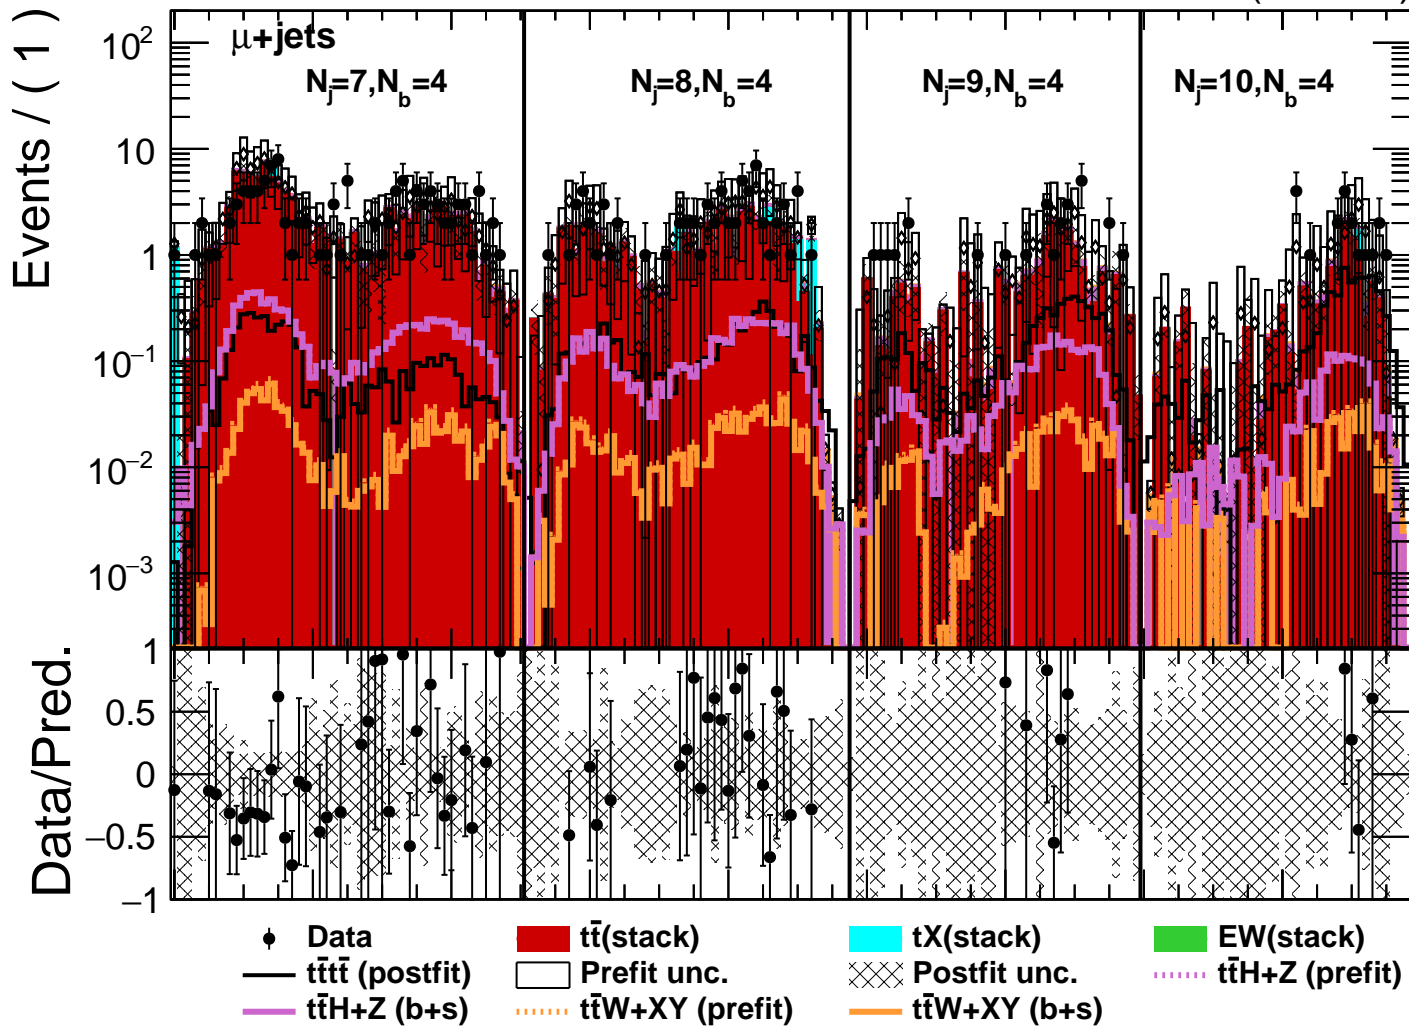 μ+jets
N_j=7,N_b=4
N_j=8,N_b=4
N_j=9,N_b=4
N_j=10,N_b=4
Events / ( 1 )
10²
10
1
10⁻¹
10⁻²
10⁻³
Data/Pred.
1
0.5
0
−0.5
−1
Data
tt̄(stack)
tX(stack)
EW(stack)
tt̄tt̄ (postfit)
Prefit unc.
Postfit unc.
tt̄H+Z (prefit)
tt̄H+Z (b+s)
tt̄W+XY (prefit)
tt̄W+XY (b+s)